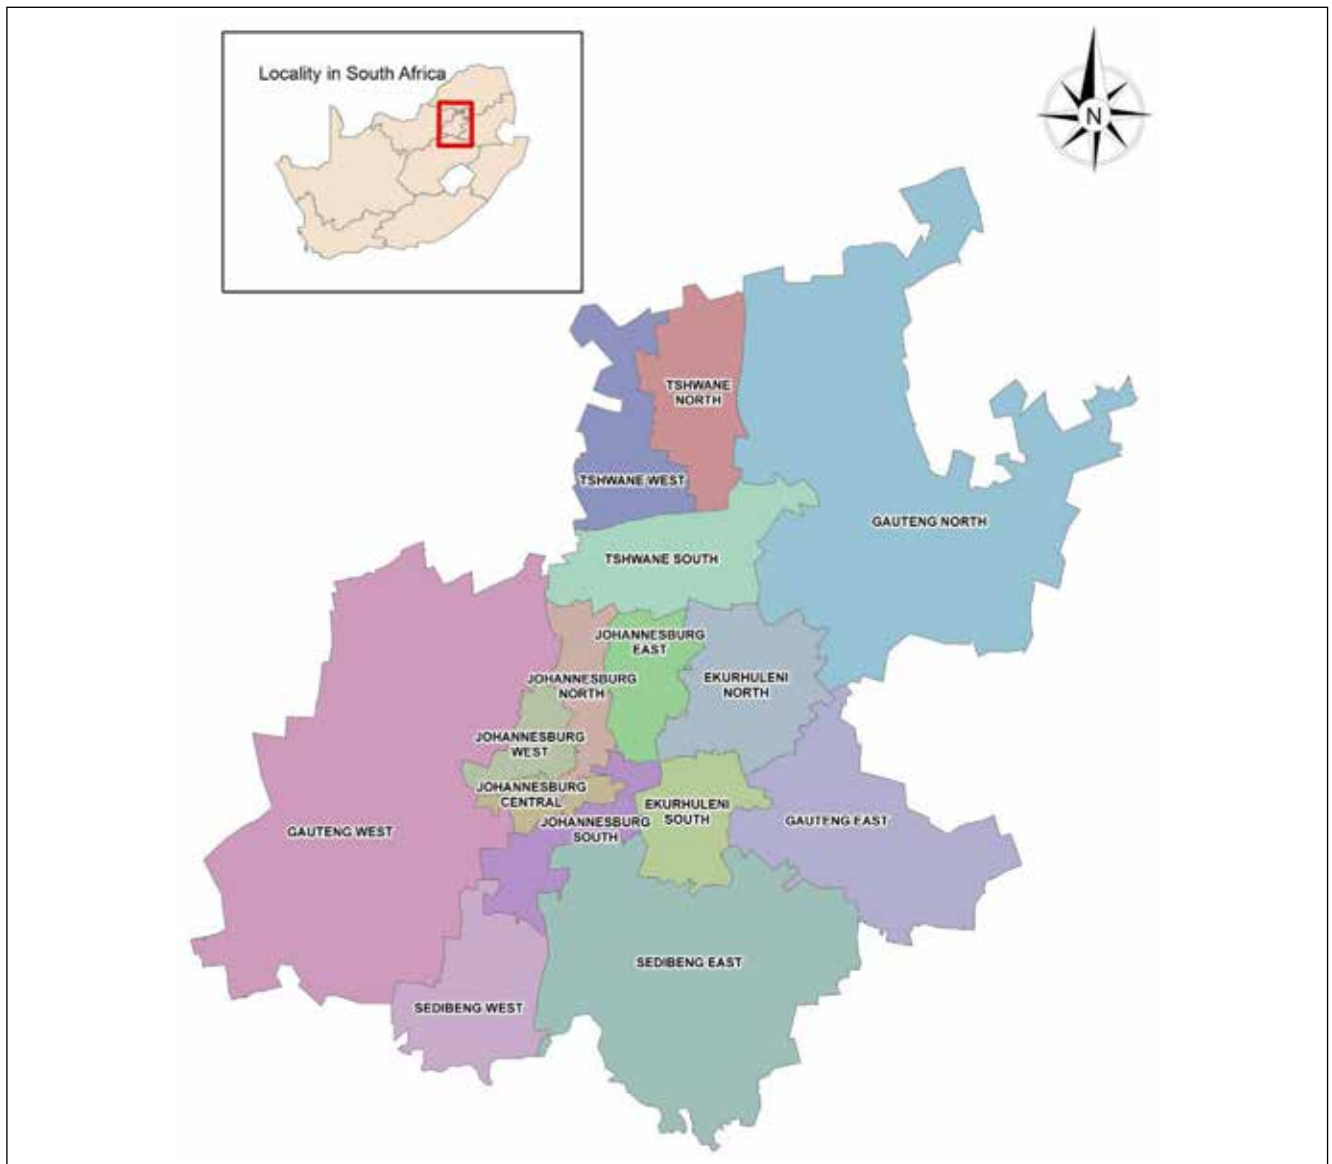 Locality in South Africa
N
TSHWANE
NORTH
TSHWANE WEST
GAUTENG NORTH
TSHWANE SOUTH
JOHANNESBURG
EAST
JOHANNESBURG
NORTH
EKURHULENI
NORTH
JOHANNESBURG
WEST
JOHANNESBURG
CENTRAL
EKURHULENI
SOUTH
JOHANNESBURG
SOUTH
GAUTENG EAST
GAUTENG WEST
SEDIBENG EAST
SEDIBENG WEST